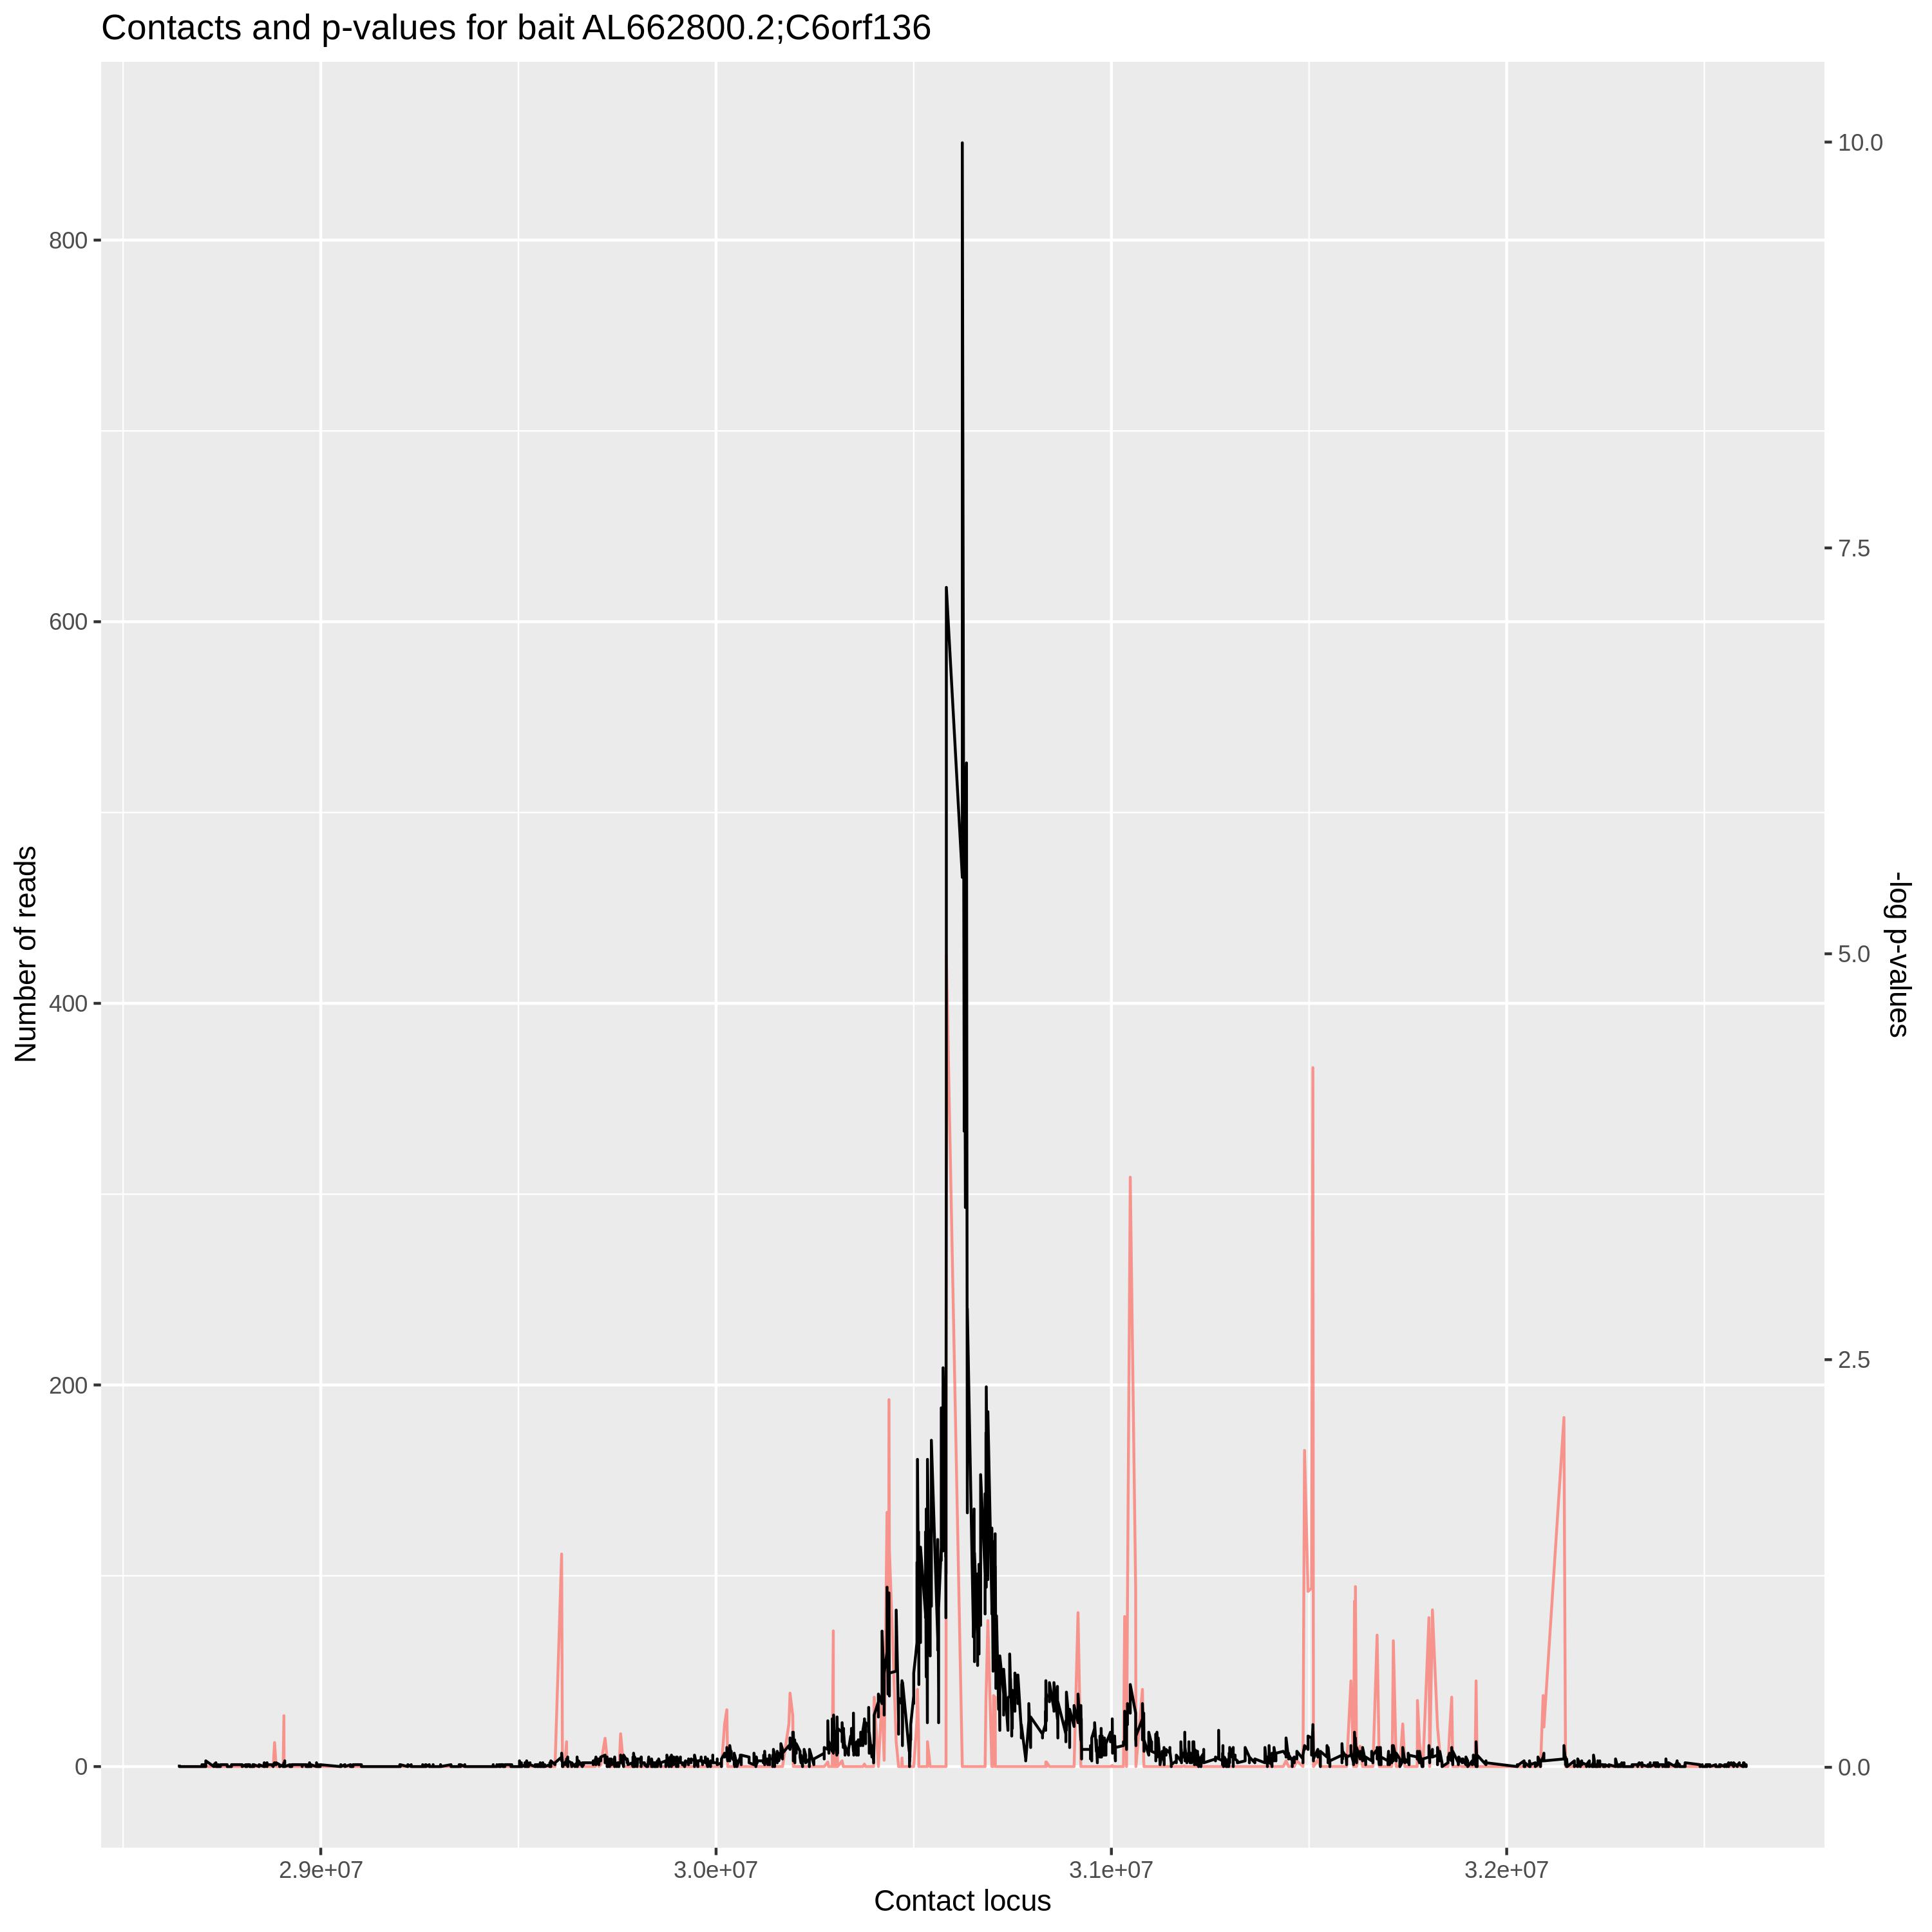 Contacts and p-values for bait AL662800.2;C6orf136
Number of reads
800
600
400
200
0
10.0
7.5
5.0
2.5
0.0
-log p-values
2.9e+07
3.0e+07
3.1e+07
3.2e+07
Contact locus